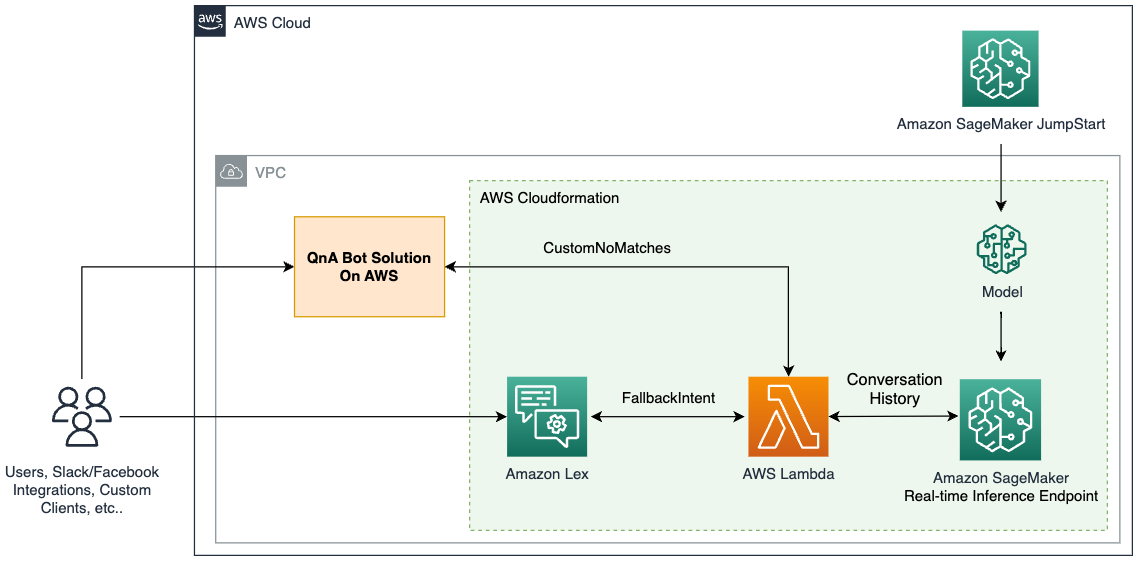 aws
AWS Cloud
Amazon SageMaker JumpStart
VPC
AWS Cloudformation
QnA Bot Solution
On AWS
CustomNoMatches
Model
Users, Slack/Facebook
Integrations, Custom
Clients, etc..
Amazon Lex
FallbackIntent
AWS Lambda
Conversation
History
Amazon SageMaker
Real-time Inference Endpoint